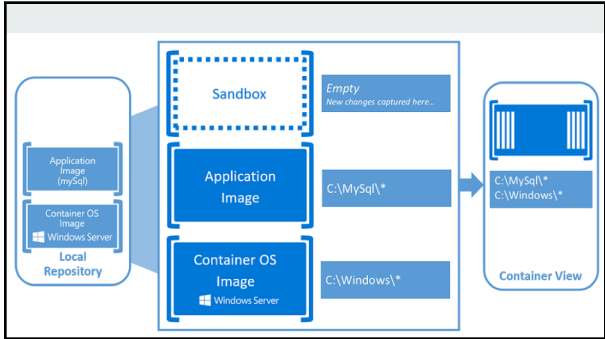 Application
Image
(mySql)
Container OS
Image
Windows Server
Local
Repository
Sandbox
Empty
New changes captured here...
Application
Image
C:\MySql\*
Container OS
Image
Windows Server
C:\Windows\*
C:\MySql\*
C:\Windows\*
Container View